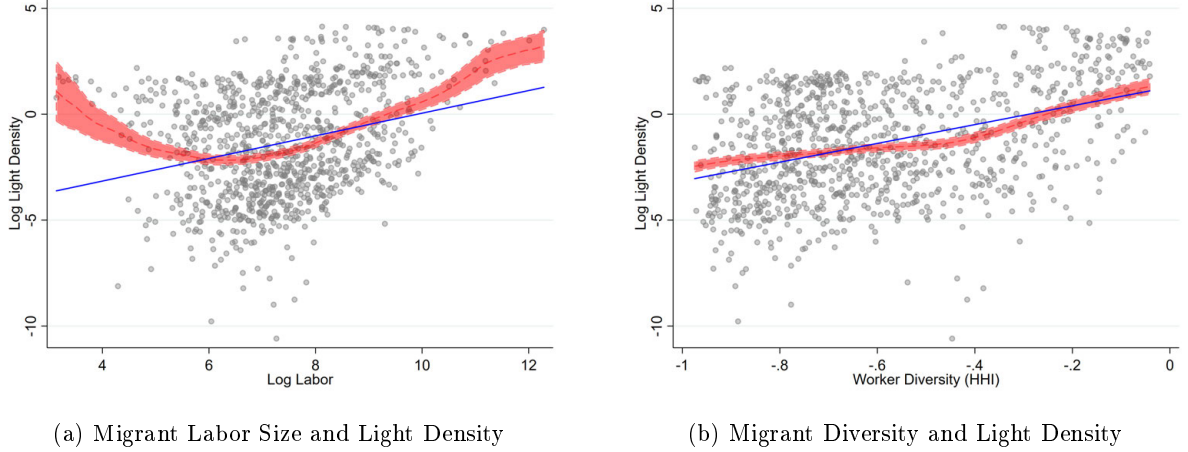 5
0
-5
-10
Log Light Density
4 6 8 10 12
Log Labor
(a) Migrant Labor Size and Light Density
5
0
-5
-10
Log Light Density
-1 -.8 -.6 -.4 -.2 0
Worker Diversity (HHI)
(b) Migrant Diversity and Light Density